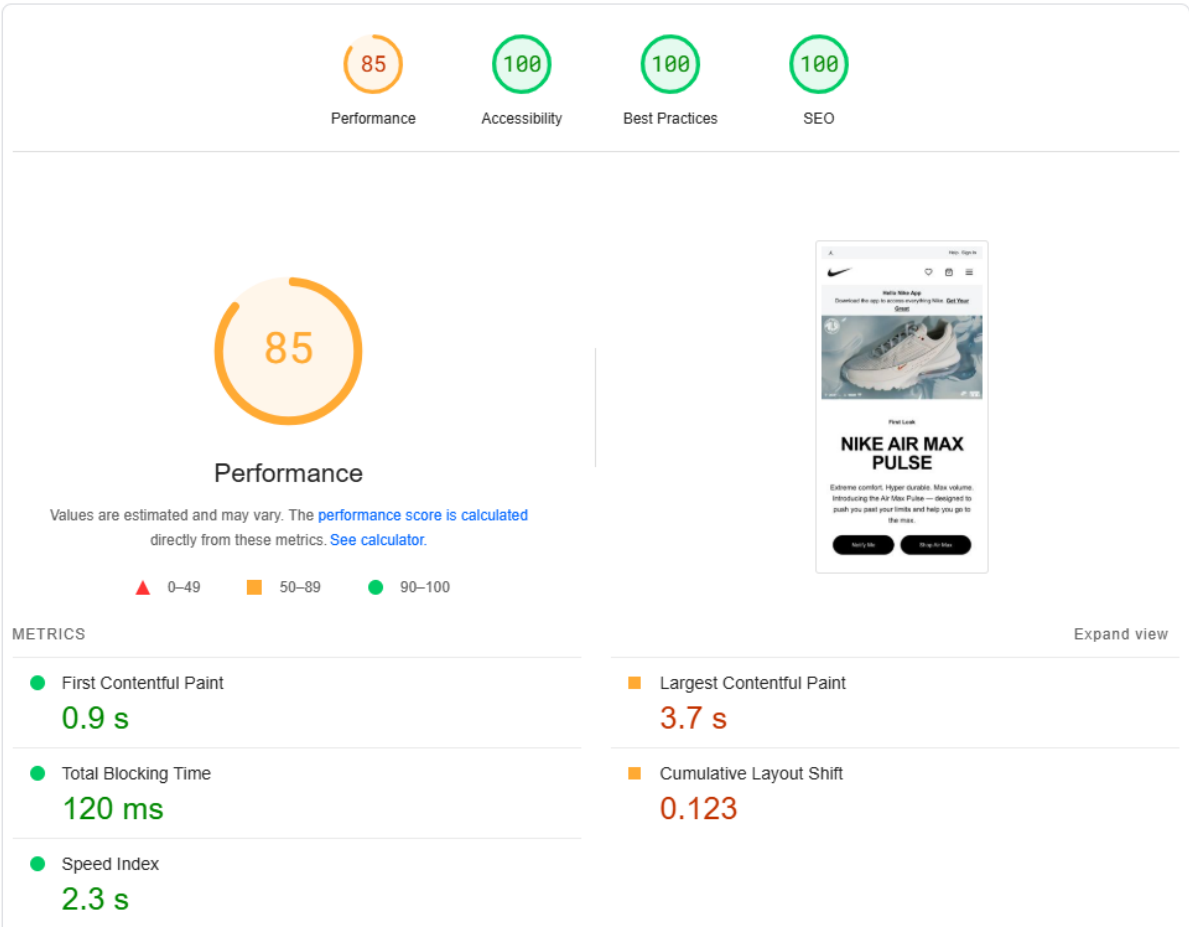 85
100
100
100
Performance
Accessibility
Best Practices
SEO
85
Performance
Values are estimated and may vary. The performance score is calculated
directly from these metrics. See calculator.
0–49
50–89
90–100
Help Sign In
Hello Nike App
Download the app to access everything Nike. Get Your
Great
First Look
NIKE AIR MAX
PULSE
Extreme comfort. Hyper durable. Max volume.
Introducing the Air Max Pulse — designed to
push you past your limits and help you go to
the max.
Notify Me
Shop Air Max
METRICS
Expand view
First Contentful Paint
0.9 s
Largest Contentful Paint
3.7 s
Total Blocking Time
120 ms
Cumulative Layout Shift
0.123
Speed Index
2.3 s